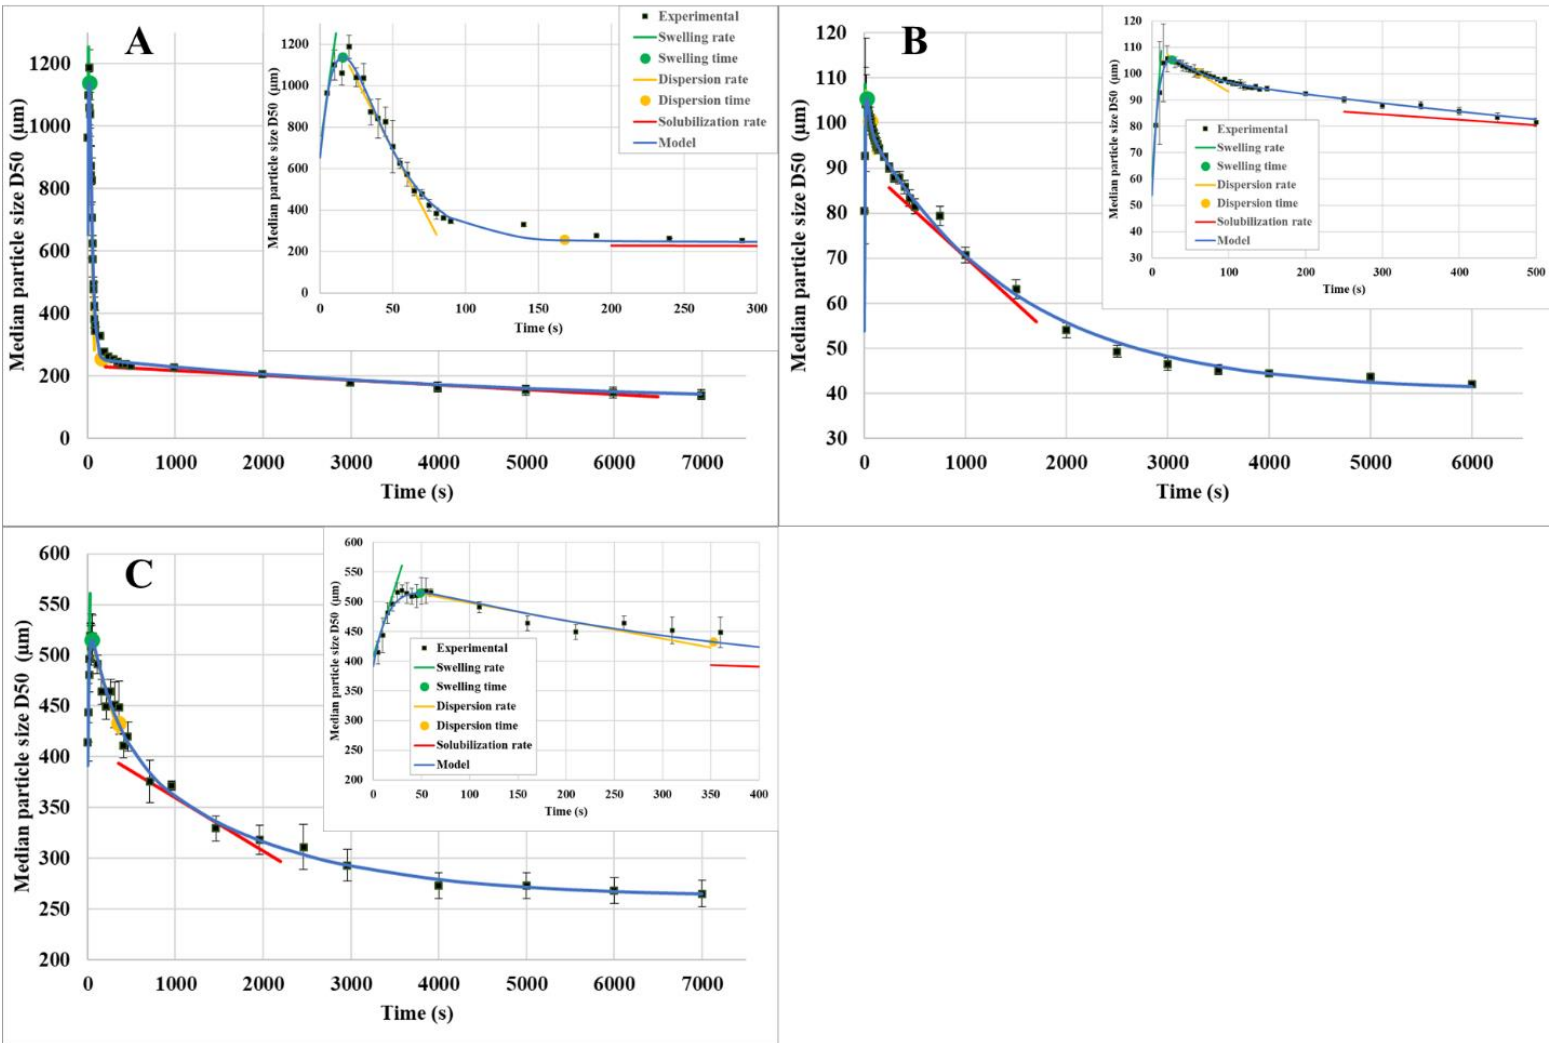 A
Median particle size D50 (µm)
1200
1000
800
600
400
200
0
0 1000 2000 3000 4000 5000 6000 7000
Time (s)
Median particle size D50 (µm)
1200
1000
800
600
400
200
0
0 50 100 150 200 250 300
Time (s)
Experimental
Swelling rate
Swelling time
Dispersion rate
Dispersion time
Solubilization rate
Model
B
Median particle size D50 (µm)
120
110
100
90
80
70
60
50
40
30
0 1000 2000 3000 4000 5000 6000
Time (s)
Median particle size D50 (µm)
120
110
100
90
80
70
60
50
40
30
0 100 200 300 400 500
Time (s)
Experimental
Swelling rate
Swelling time
Dispersion rate
Dispersion time
Solubilization rate
Model
C
Median particle size D50 (µm)
600
550
500
450
400
350
300
250
200
0 1000 2000 3000 4000 5000 6000 7000
Time (s)
Median particle size D50 (µm)
600
550
500
450
400
350
300
250
200
0 50 100 150 200 250 300 350 400
Time (s)
Experimental
Swelling rate
Swelling time
Dispersion rate
Dispersion time
Solubilization rate
Model